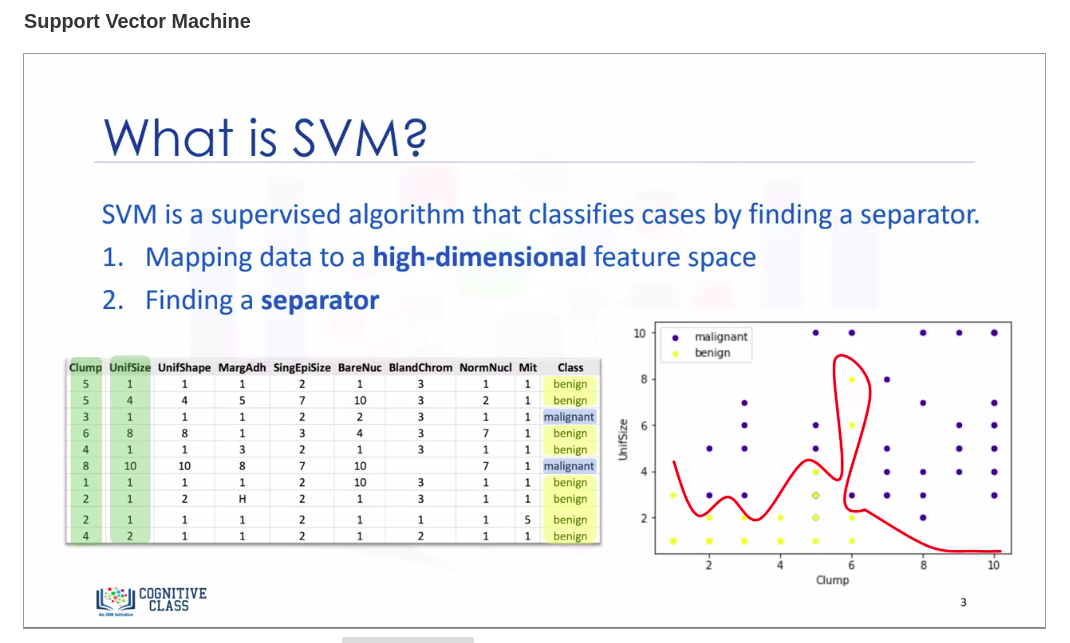 Support Vector Machine
What is SVM?
SVM is a supervised algorithm that classifies cases by finding a separator.
1. Mapping data to a high-dimensional feature space
2. Finding a separator
Clump UnifSize UnifShape MargAdh SingEpiSize BareNuc BlandChrom NormNucl Mit Class
5 1 1 1 2 1 3 1 1 benign
5 4 4 5 7 10 3 2 1 benign
3 1 1 1 2 2 3 1 1 malignant
6 8 8 1 3 4 3 7 1 benign
4 1 1 3 2 1 3 1 1 benign
8 10 10 8 7 10 7 1 malignant
1 1 1 1 2 10 3 1 1 benign
2 1 2 H 2 1 3 1 1 benign
2 1 1 1 2 1 1 1 5 benign
4 2 1 1 2 1 2 1 1 benign
malignant
benign
10
8
6
4
2
UnifSize
2 4 6 8 10
Clump
COGNITIVE
CLASS
An IBM Initiative
3